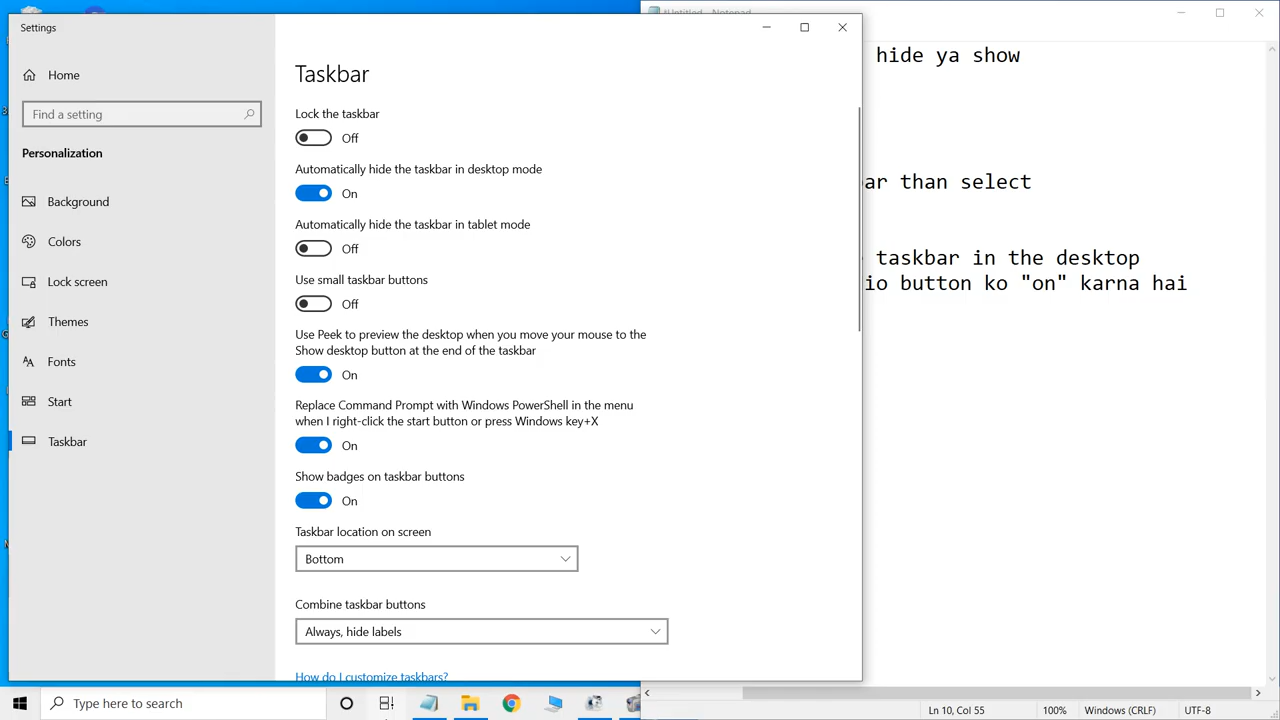 *Untitled - Notepad
Settings
hide ya show
Home
Taskbar
Find a setting
Lock the taskbar
Off
Personalization
Automatically hide the taskbar in desktop mode
On
ar than select
Background
Automatically hide the taskbar in tablet mode
Off
Colors
taskbar in the desktop
Use small taskbar buttons
Off
Lock screen
io button ko "on" karna hai
Themes
Use Peek to preview the desktop when you move your mouse to the
Show desktop button at the end of the taskbar
On
Fonts
Start
Replace Command Prompt with Windows PowerShell in the menu
when I right-click the start button or press Windows key+X
On
Taskbar
Show badges on taskbar buttons
On
Taskbar location on screen
Bottom
Combine taskbar buttons
Always, hide labels
How do I customize taskbars?
Type here to search
Ln 10, Col 55
100%
Windows (CRLF)
UTF-8